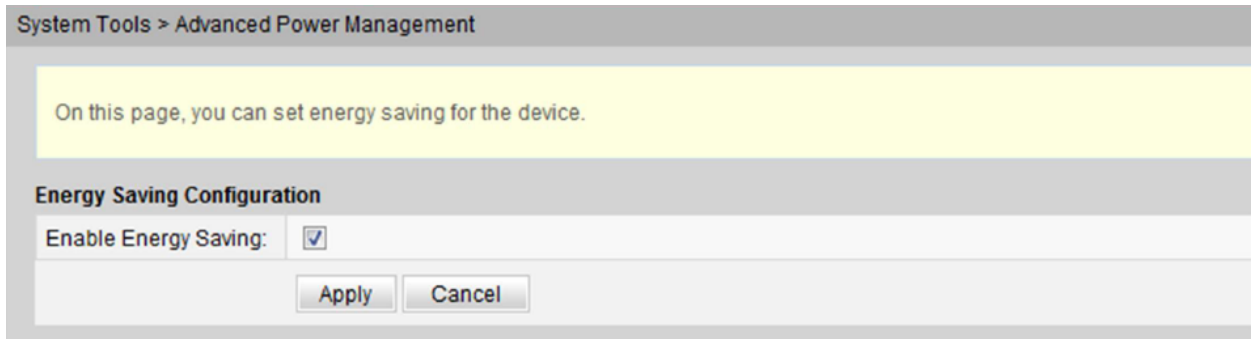 System Tools > Advanced Power Management
On this page, you can set energy saving for the device.
Energy Saving Configuration
Enable Energy Saving:
Apply Cancel